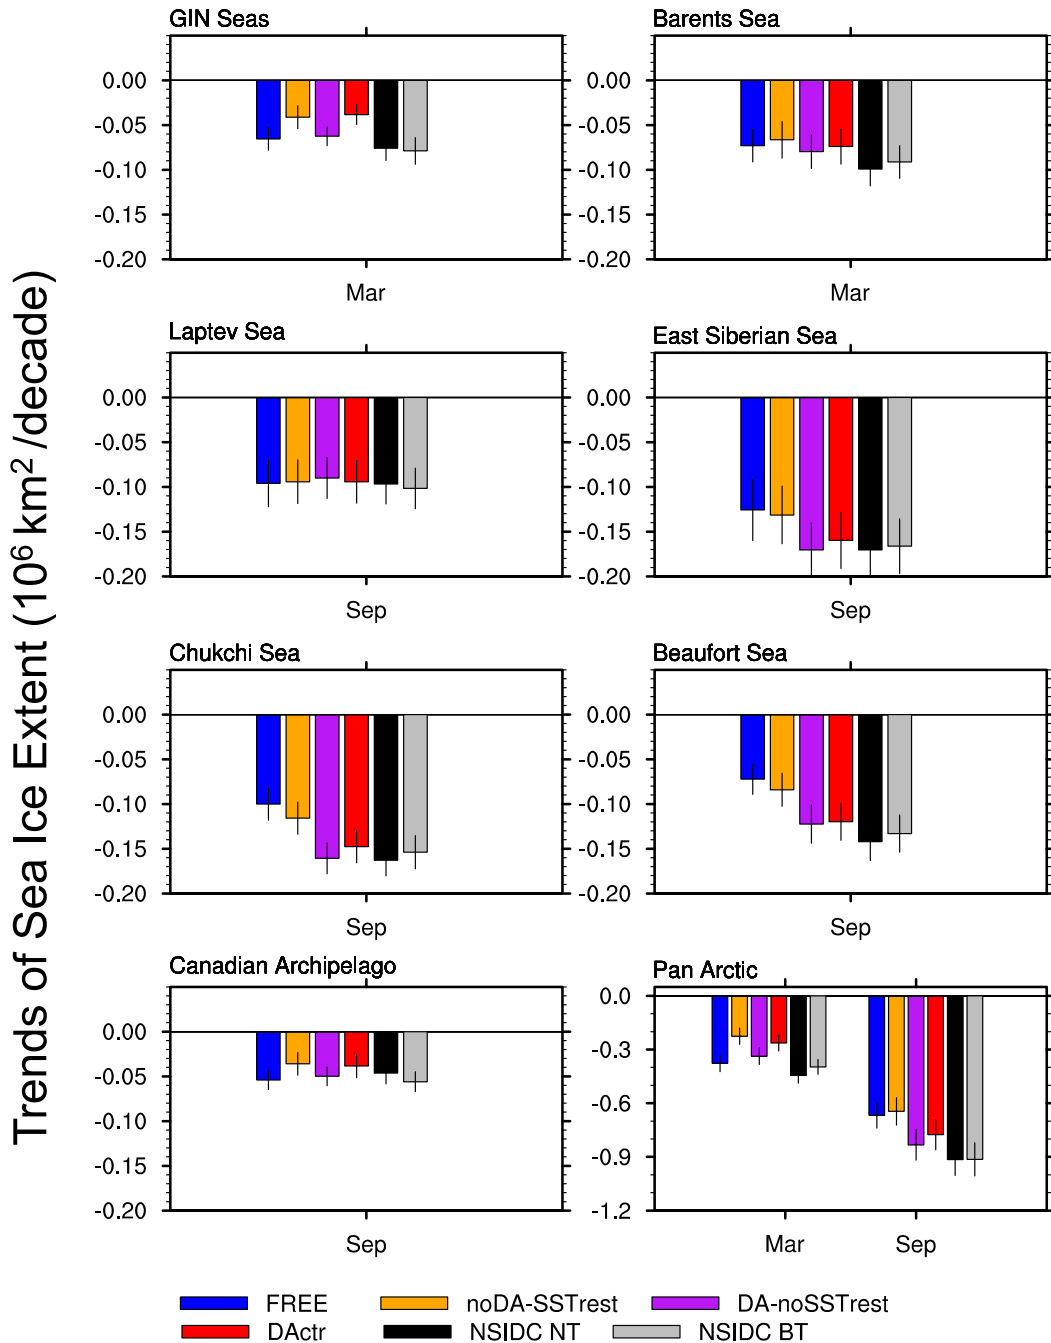 Trends of Sea Ice Extent (10⁶ km² /decade)
GIN Seas
0.00
-0.05
-0.10
-0.15
-0.20
Mar
Barents Sea
0.00
-0.05
-0.10
-0.15
-0.20
Mar
Laptev Sea
0.00
-0.05
-0.10
-0.15
-0.20
Sep
East Siberian Sea
0.00
-0.05
-0.10
-0.15
-0.20
Sep
Chukchi Sea
0.00
-0.05
-0.10
-0.15
-0.20
Sep
Beaufort Sea
0.00
-0.05
-0.10
-0.15
-0.20
Sep
Canadian Archipelago
0.00
-0.05
-0.10
-0.15
-0.20
Sep
Pan Arctic
0.0
-0.3
-0.6
-0.9
-1.2
Mar Sep
FREE noDA-SSTrest DA-noSSTrest
DActr NSIDC NT NSIDC BT